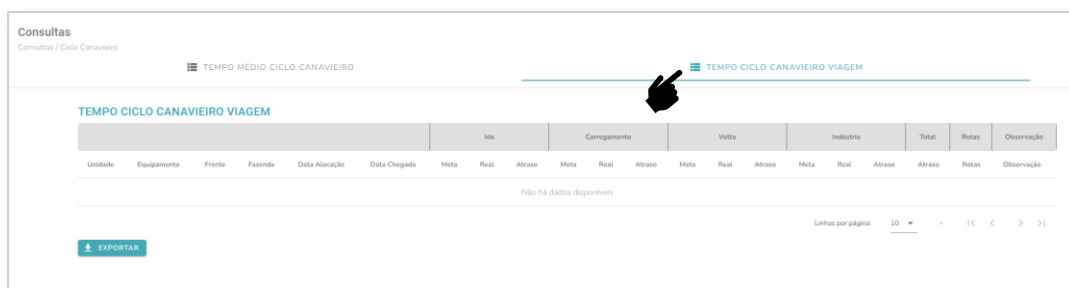 Consultas
Consultas / Ciclo Canavieiro
TEMPO MÉDIO CICLO CANAVIEIRO TEMPO CICLO CANAVIEIRO VIAGEM
TEMPO CICLO CANAVIEIRO VIAGEM
Ida Carregamento Volta Indústria Total Rotas Observação
Unidade Equipamento Frente Fazenda Data Alocação Data Chegada Meta Real Atraso Meta Real Atraso Meta Real Atraso Meta Real Atraso Atraso Rotas Observação
Não há dados disponíveis
Linhas por página: 10 –
EXPORTAR